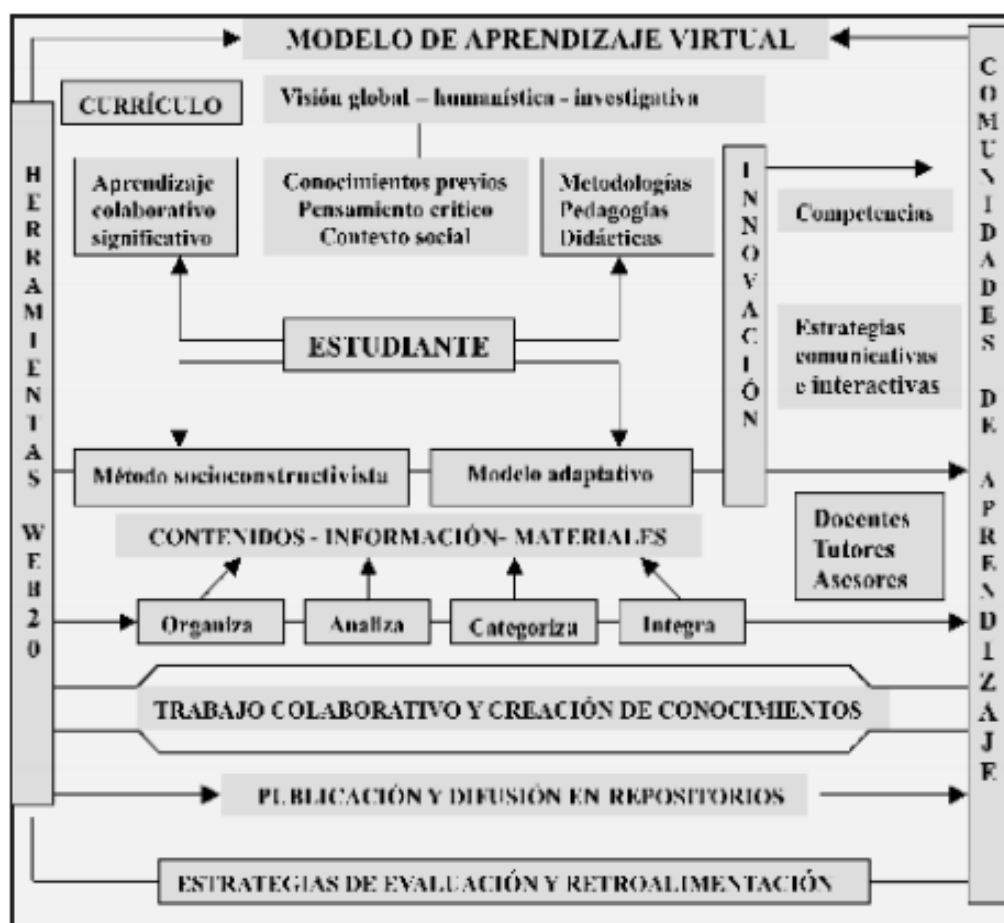 MODELO DE APRENDIZAJE VIRTUAL
CURRÍCULO
Visión global – humanística - investigativa
Aprendizaje
colaborativo
significativo
Conocimientos previos
Pensamiento critico
Contexto social
Metodologías
Pedagogías
Didácticas
INNOVACIÓN
Competencias
ESTUDIANTE
Estrategias
comunicativas
e interactivas
Método socioconstructivista
Modelo adaptativo
CONTENIDOS - INFORMACIÓN- MATERIALES
Docentes
Tutores
Asesores
Organiza
Analiza
Categoriza
Integra
TRABAJO COLABORATIVO Y CREACIÓN DE CONOCIMIENTOS
PUBLICACIÓN Y DIFUSIÓN EN REPOSITORIOS
ESTRATEGIAS DE EVALUACIÓN Y RETROALIMENTACIÓN
HERRAMIENTAS WEB 20
COMUNIDADES DE APRENDIZAJE